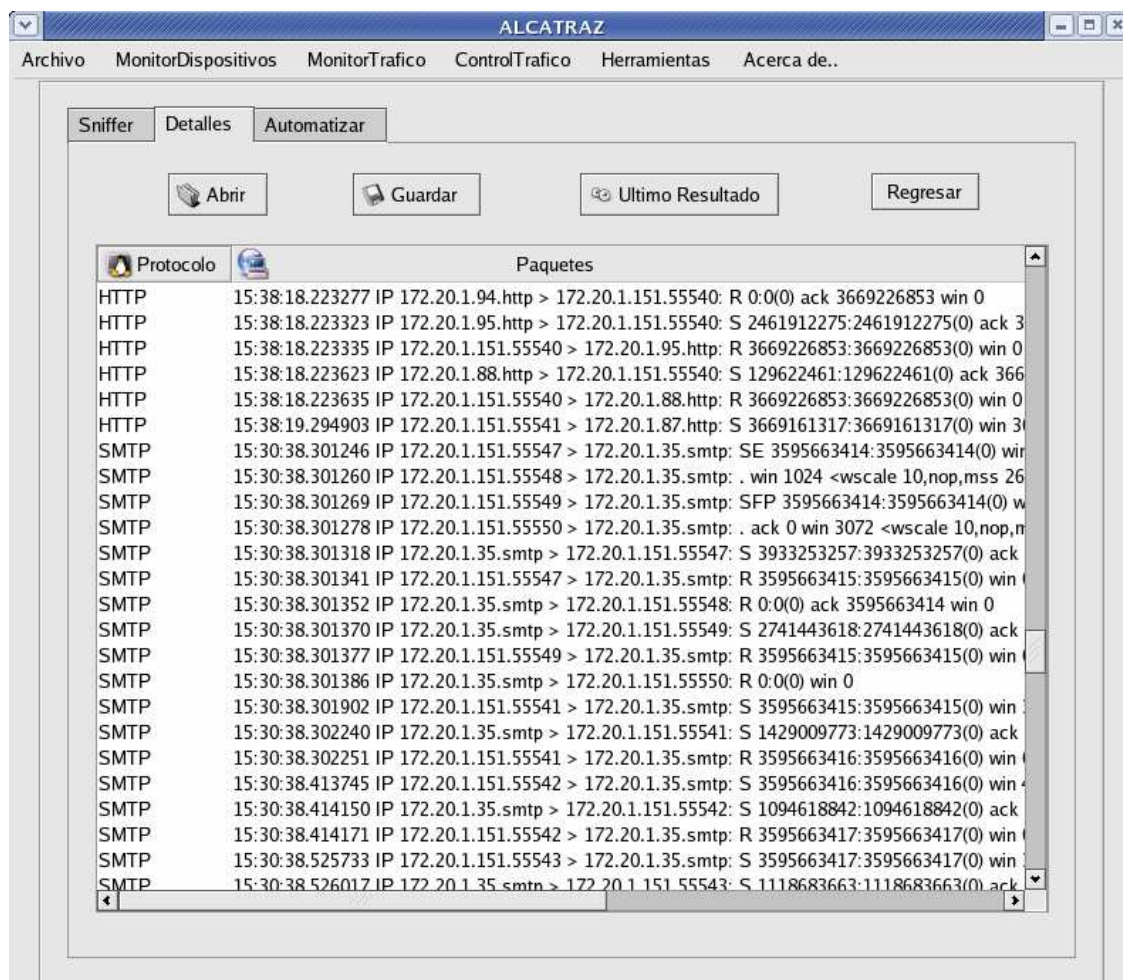 ALCATRAZ
Archivo MonitorDispositivos MonitorTrafico ControlTrafico Herramientas Acerca de..
Sniffer Detalles Automatizar
Abrir Guardar Ultimo Resultado Regresar
Protocolo Paquetes
HTTP 15:38:18.223277 IP 172.20.1.94.http > 172.20.1.151.55540: R 0:0(0) ack 3669226853 win 0
HTTP 15:38:18.223323 IP 172.20.1.95.http > 172.20.1.151.55540: S 2461912275:2461912275(0) ack 3
HTTP 15:38:18.223335 IP 172.20.1.151.55540 > 172.20.1.95.http: R 3669226853:3669226853(0) win 0
HTTP 15:38:18.223623 IP 172.20.1.88.http > 172.20.1.151.55540: S 129622461:129622461(0) ack 366
HTTP 15:38:18.223635 IP 172.20.1.151.55540 > 172.20.1.88.http: R 3669226853:3669226853(0) win 0
HTTP 15:38:19.294903 IP 172.20.1.151.55541 > 172.20.1.87.http: S 3669161317:3669161317(0) win
SMTP 15:30:38.301246 IP 172.20.1.151.55547 > 172.20.1.35.smtp: SE 3595663414:3595663414(0) win
SMTP 15:30:38.301260 IP 172.20.1.151.55548 > 172.20.1.35.smtp: . win 1024 <wscale 10,nop,mss 26
SMTP 15:30:38.301269 IP 172.20.1.151.55549 > 172.20.1.35.smtp: SFP 3595663414:3595663414(0) w
SMTP 15:30:38.301278 IP 172.20.1.151.55550 > 172.20.1.35.smtp: . ack 0 win 3072 <wscale 10,nop,
SMTP 15:30:38.301318 IP 172.20.1.35.smtp > 172.20.1.151.55547: S 3933253257:3933253257(0) ack
SMTP 15:30:38.301341 IP 172.20.1.151.55547 > 172.20.1.35.smtp: R 3595663415:3595663415(0) win
SMTP 15:30:38.301352 IP 172.20.1.35.smtp > 172.20.1.151.55548: R 0:0(0) ack 3595663414 win 0
SMTP 15:30:38.301370 IP 172.20.1.35.smtp > 172.20.1.151.55549: S 2741443618:2741443618(0) ack
SMTP 15:30:38.301377 IP 172.20.1.151.55549 > 172.20.1.35.smtp: R 3595663415:3595663415(0) win
SMTP 15:30:38.301386 IP 172.20.1.35.smtp > 172.20.1.151.55550: R 0:0(0) win 0
SMTP 15:30:38.301902 IP 172.20.1.151.55541 > 172.20.1.35.smtp: S 3595663415:3595663415(0) win
SMTP 15:30:38.302240 IP 172.20.1.35.smtp > 172.20.1.151.55541: S 1429009773:1429009773(0) ack
SMTP 15:30:38.302251 IP 172.20.1.151.55541 > 172.20.1.35.smtp: R 3595663416:3595663416(0) win
SMTP 15:30:38.413745 IP 172.20.1.151.55542 > 172.20.1.35.smtp: S 3595663416:3595663416(0) win
SMTP 15:30:38.414150 IP 172.20.1.35.smtp > 172.20.1.151.55542: S 1094618842:1094618842(0) ack
SMTP 15:30:38.414171 IP 172.20.1.151.55542 > 172.20.1.35.smtp: R 3595663417:3595663417(0) win
SMTP 15:30:38.525733 IP 172.20.1.151.55543 > 172.20.1.35.smtp: S 3595663417:3595663417(0) win
SMTP 15:30:38.526017 IP 172.20.1.35.smtp > 172.20.1.151.55543: S 1118683663:1118683663(0) ack